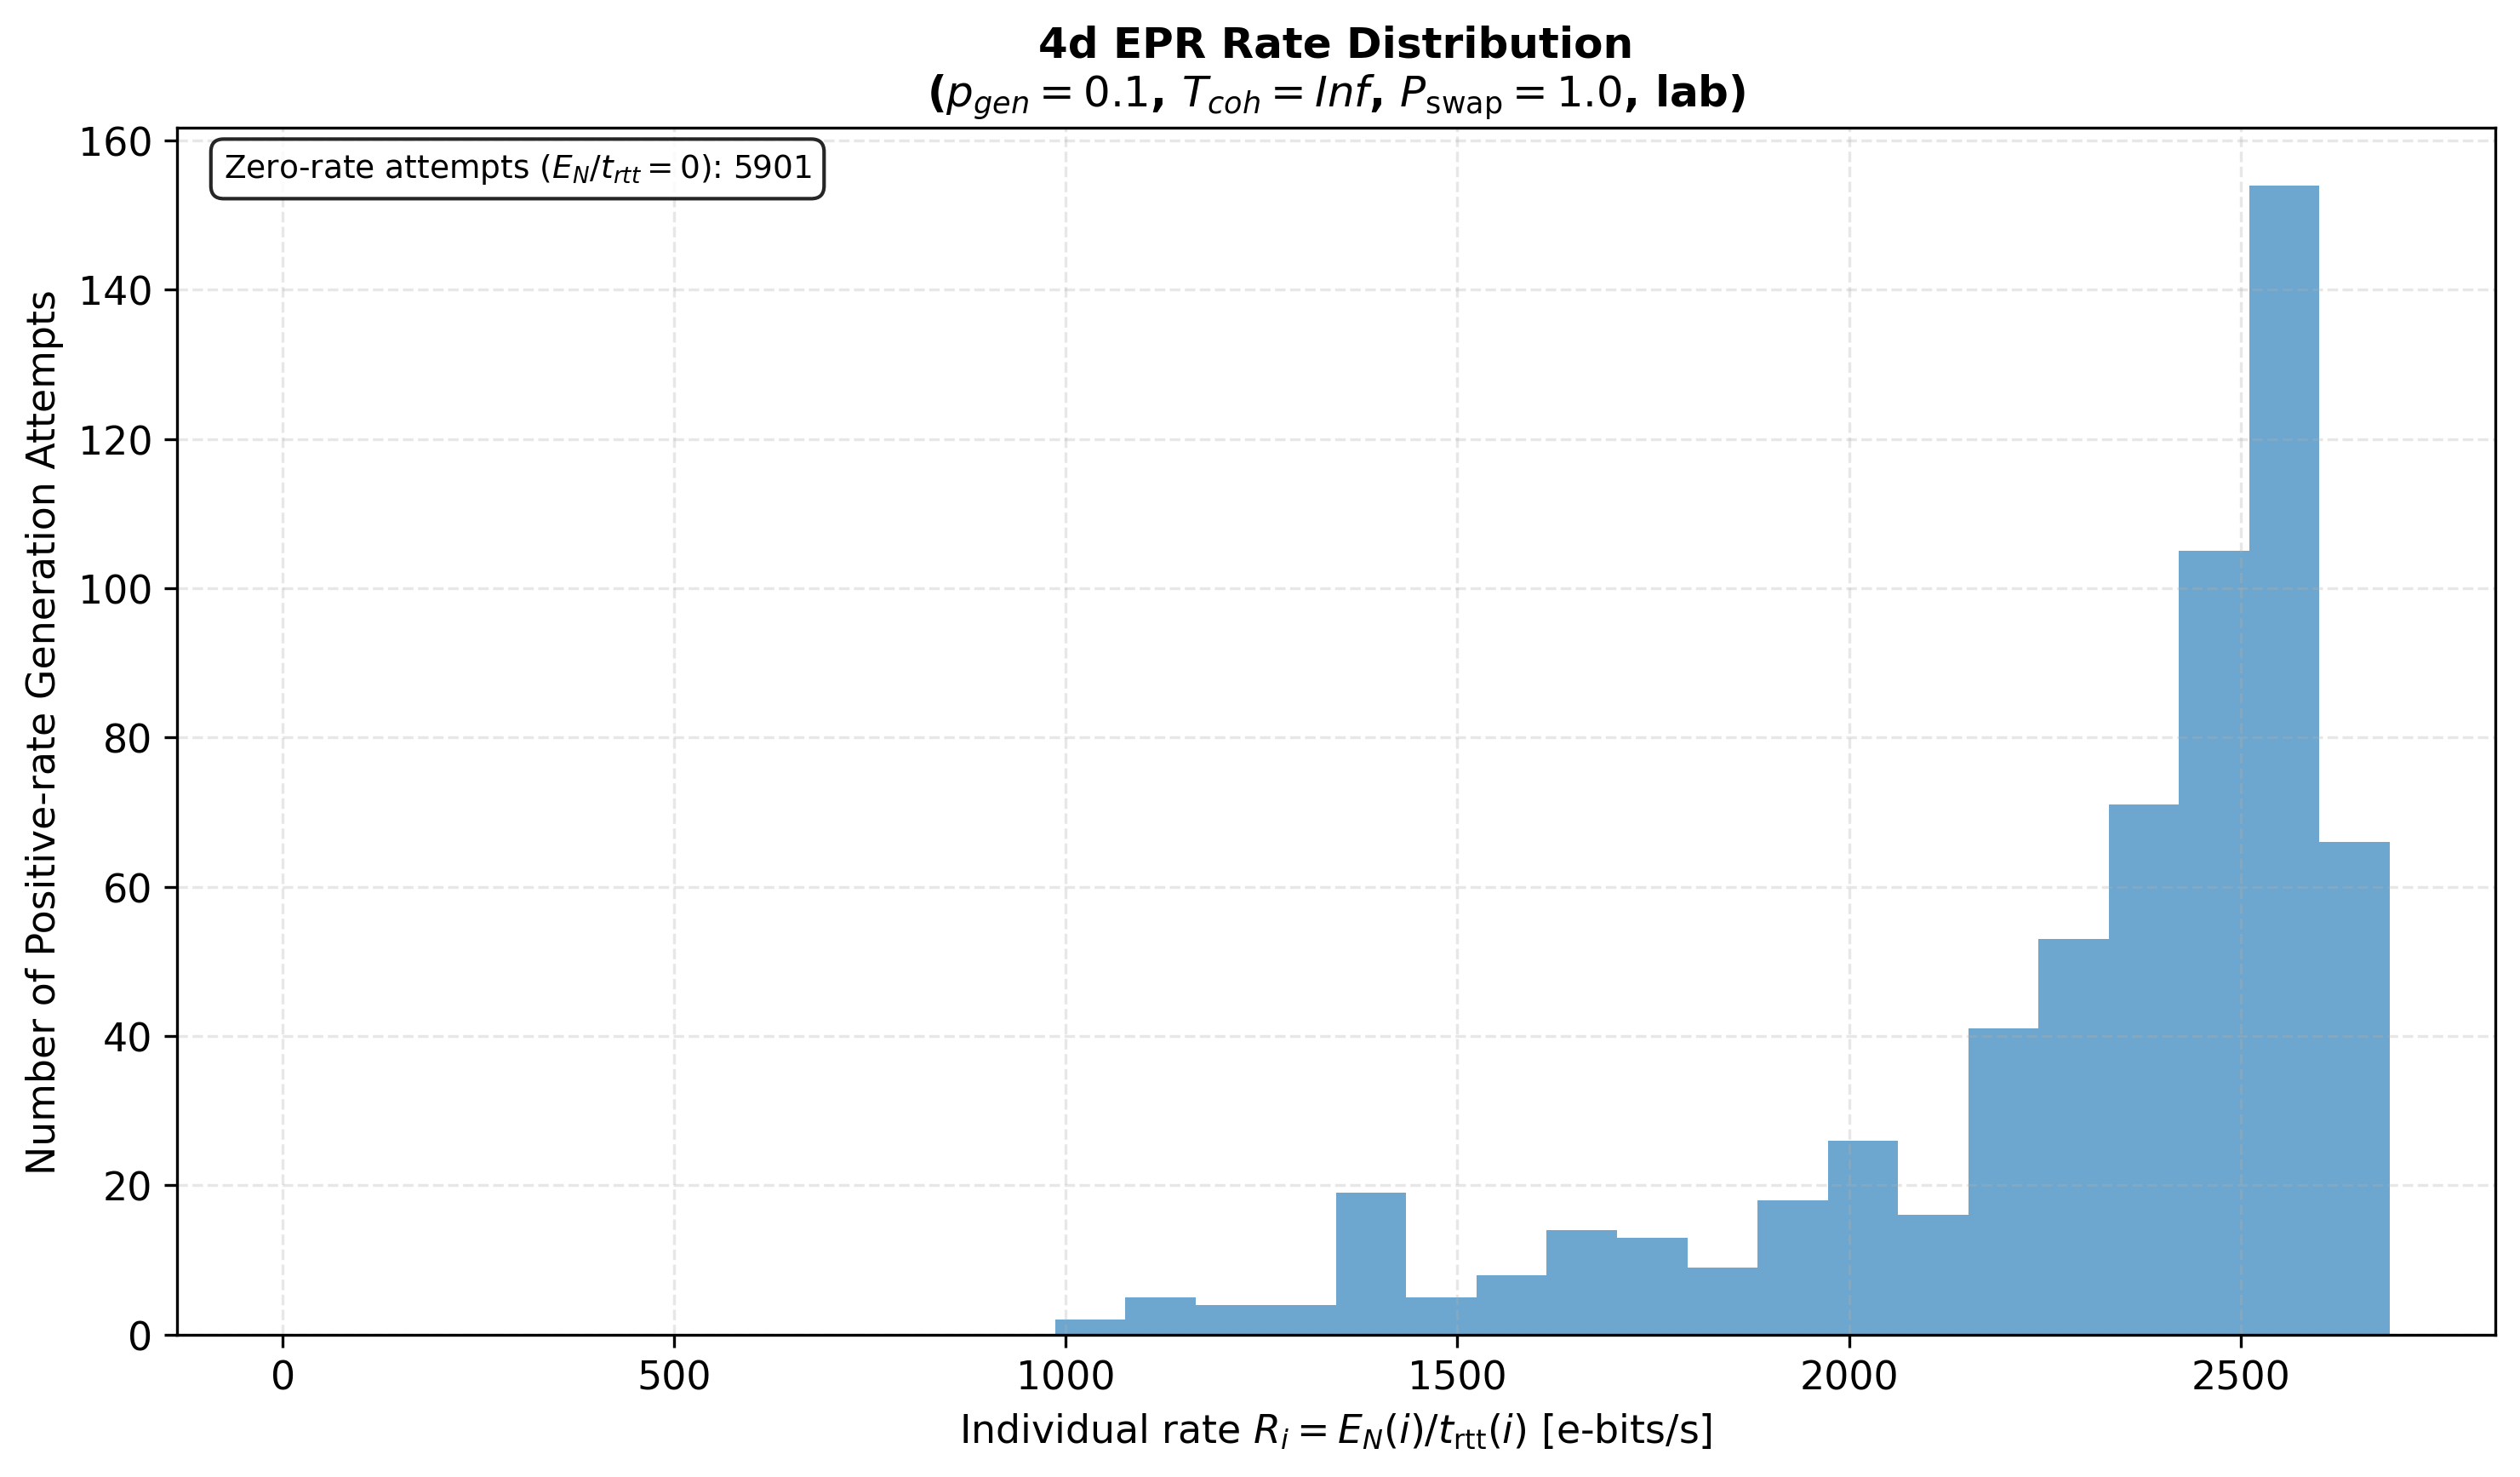 4d EPR Rate Distribution
(p_gen = 0.1, T_coh = Inf, P_swap = 1.0, lab)
160
Zero-rate attempts (E_N/t_rtt = 0): 5901
140
120
100
80
60
40
20
0
Number of Positive-rate Generation Attempts
0 500 1000 1500 2000 2500
Individual rate R_i = E_N(i)/t_rtt(i) [e-bits/s]